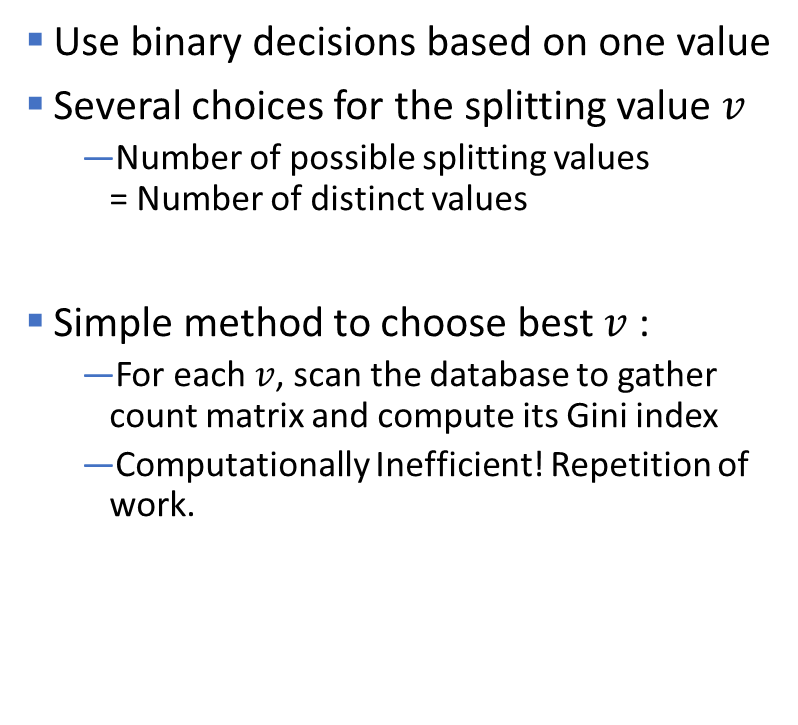 ▪ Use binary decisions based on one value
▪ Several choices for the splitting value 𝑣
—Number of possible splitting values
= Number of distinct values
▪ Simple method to choose best 𝑣 :
—For each 𝑣, scan the database to gather
count matrix and compute its Gini index
—Computationally Inefficient! Repetition of
work.